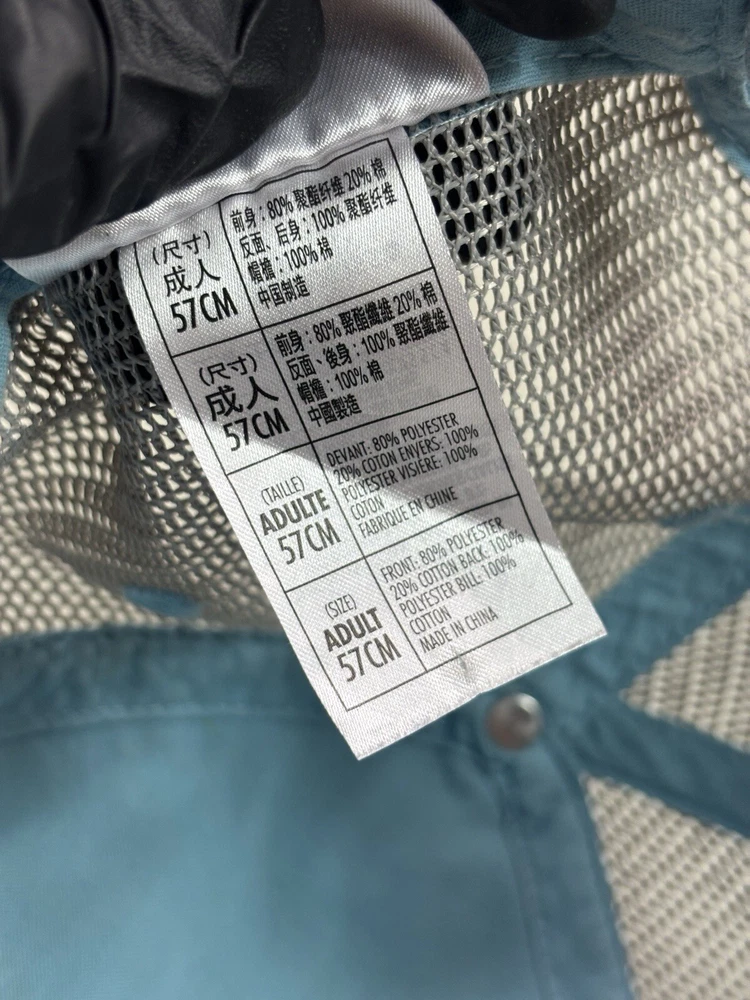 (尺寸)
成人
57CM
前身：80% 聚酯纤维 20% 棉
反面、后身：100% 聚酯纤维
帽檐：100% 棉
中国制造
(尺寸)
成人
57CM
前身：80% 聚酯纖維 20% 棉
反面、後身：100% 聚酯纖維
帽檐：100% 棉
中國製造
(TAILLE)
ADULTE
57CM
DEVANT: 80% POLYESTER
20% COTON ENVERS: 100%
POLYESTER VISIERE: 100%
COTON
FABRIQUE EN CHINE
(SIZE)
ADULT
57CM
FRONT: 80% POLYESTER
20% COTTON BACK: 100%
POLYESTER BILL: 100%
COTTON
MADE IN CHINA